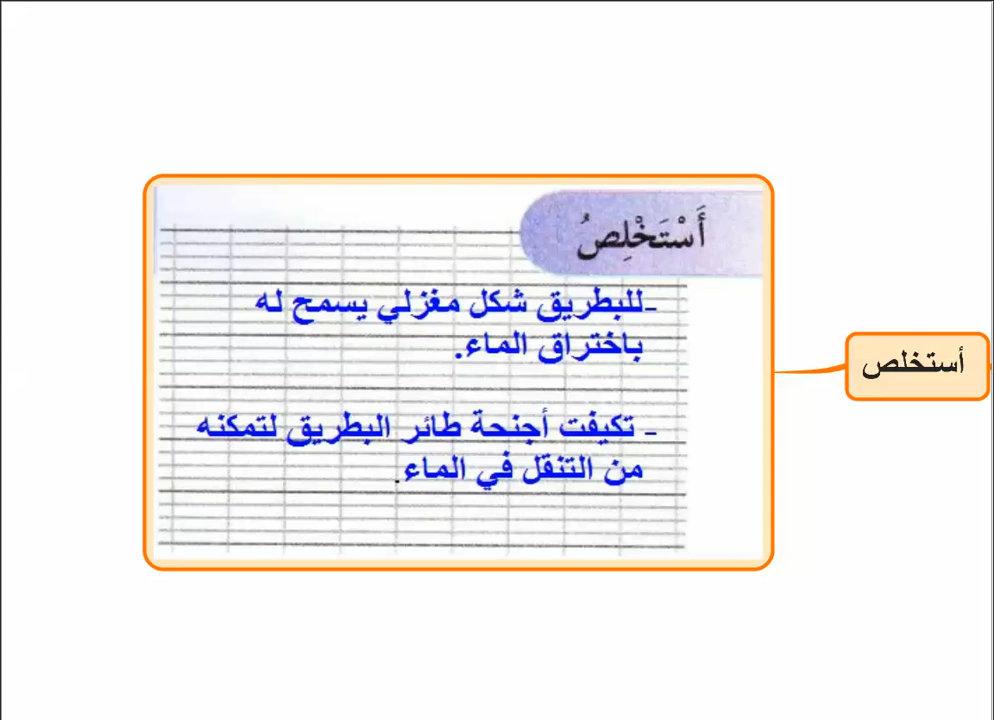 أَسْتَخْلِصُ
-للبطريق شكل مغزلي يسمح له
باختراق الماء.
- تكيفت أجنحة طائر البطريق لتمكنه
من التنقل في الماء.
أستخلص